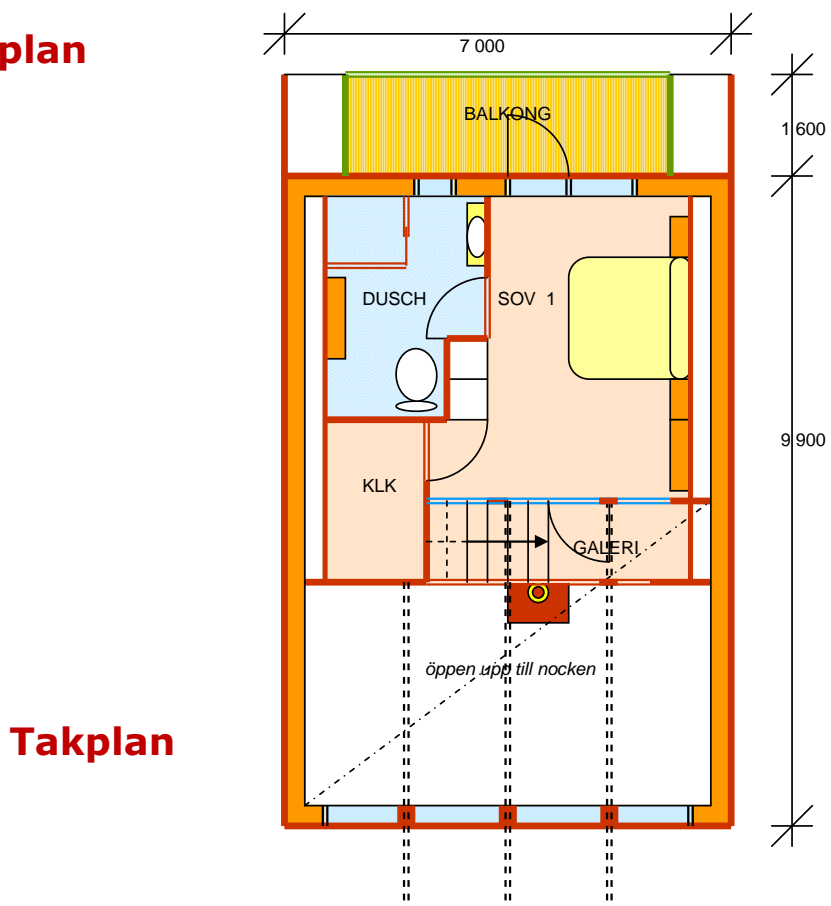 plan
7 000
BALKONG
1 600
DUSCH
SOV 1
9 900
KLK
GALERI
öppen upp till nocken
Takplan